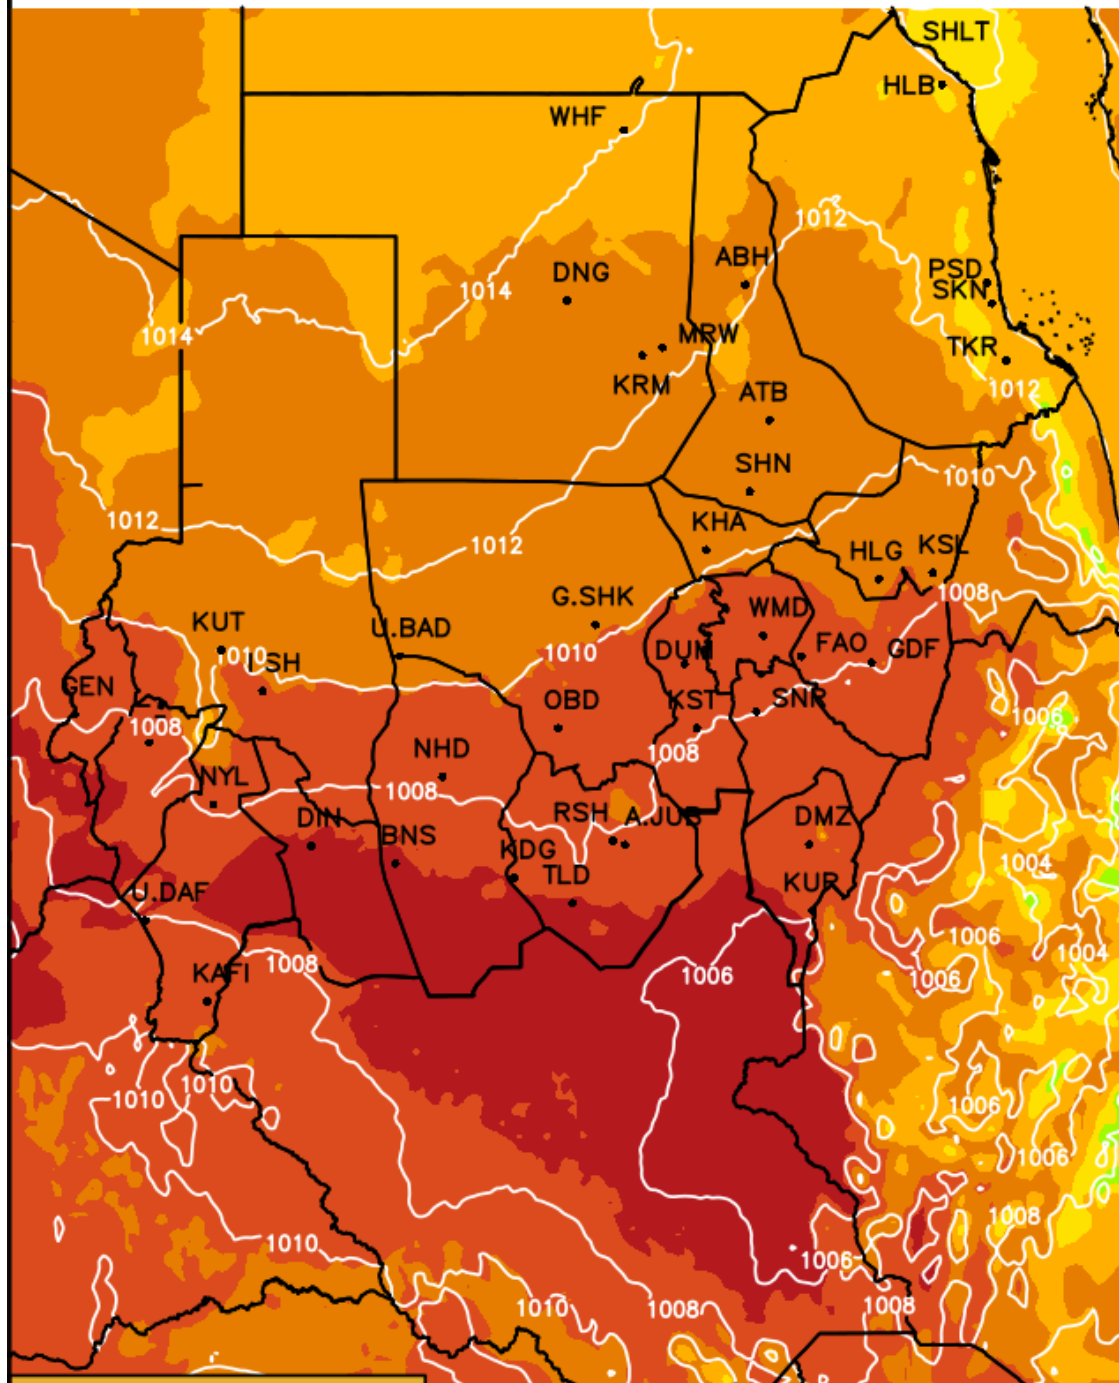 SHLT
HLB
WHF
1012
ABH
PSD
DNG
SKN
1014
1014
MRW
TKR
KRM
1012
ATB
SHN
1010
1012
KHA
1012
HLG
KSL
1008
G.SHK
WMD
KUT
U.BAD
1010
1010
DUM
FAO
GDF
GEN
OBD
KST
SNR
1006
1008
NHD
1008
NYL
1008
RSH
A.JUB
DMZ
DIN
BNS
KDG
TLD
KUR
1004
U.DAF
1006
1004
1008
KAFI
1006
1006
1010
1010
1006
1006
1008
1010
1006
1010
1008
1008